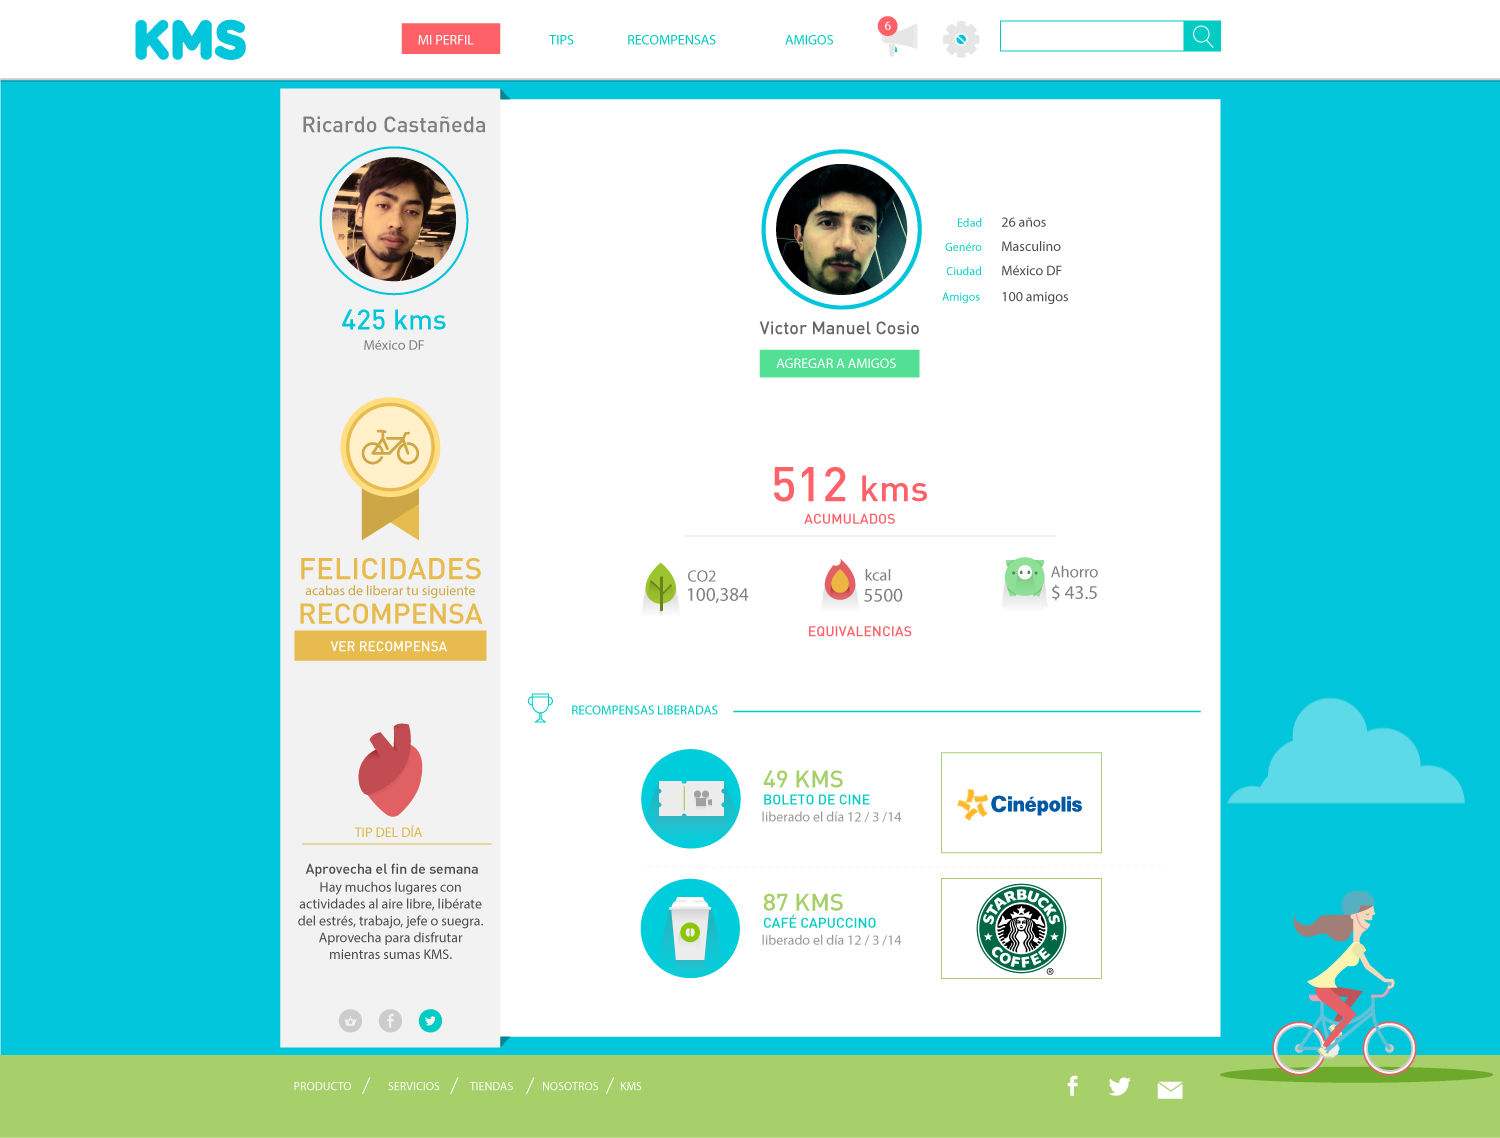 KMS
MI PERFIL
TIPS
RECOMPENSAS
AMIGOS
6
Ricardo Castañeda
425 kms
México DF
FELICIDADES
acabas de liberar tu siguiente
RECOMPENSA
VER RECOMPENSA
TIP DEL DÍA
Aprovecha el fin de semana
Hay muchos lugares con
actividades al aire libre, libérate
del estrés, trabajo, jefe o suegra.
Aprovecha para disfrutar
mientras sumas KMS.
Victor Manuel Cosio
AGREGAR A AMIGOS
Edad 26 años
Genéro Masculino
Ciudad México DF
Amigos 100 amigos
512 kms
ACUMULADOS
CO2
100,384
kcal
5500
Ahorro
$ 43.5
EQUIVALENCIAS
RECOMPENSAS LIBERADAS
49 KMS
BOLETO DE CINE
liberado el día 12 / 3 /14
Cinépolis
87 KMS
CAFÉ CAPUCCINO
liberado el día 12 / 3 /14
STARBUCKS
COFFEE
®
PRODUCTO / SERVICIOS / TIENDAS / NOSOTROS / KMS